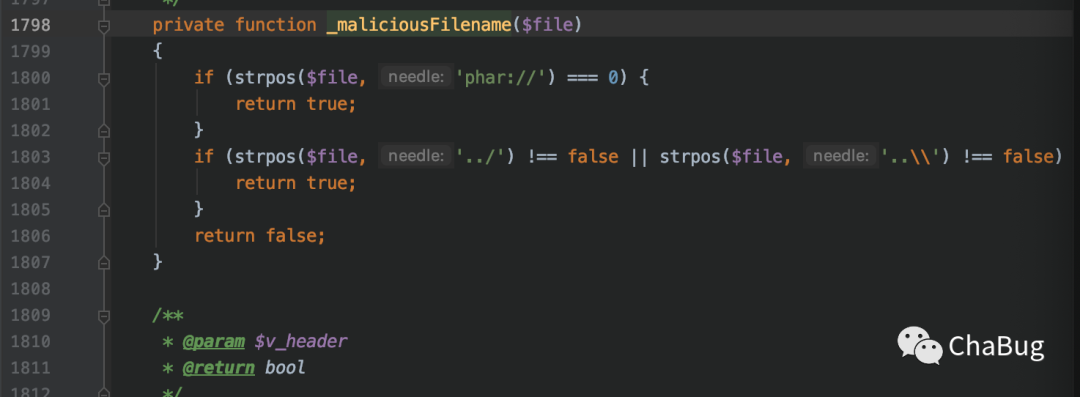 1797 */
1798 private function _maliciousFilename($file)
1799 {
1800 if (strpos($file, needle: 'phar://') === 0) {
1801 return true;
1802 }
1803 if (strpos($file, needle: '../') !== false || strpos($file, needle: '..\\') !== false)
1804 return true;
1805 }
1806 return false;
1807 }
1808
1809 /**
1810 * @param $v_header
1811 * @return bool
1812 */
ChaBug